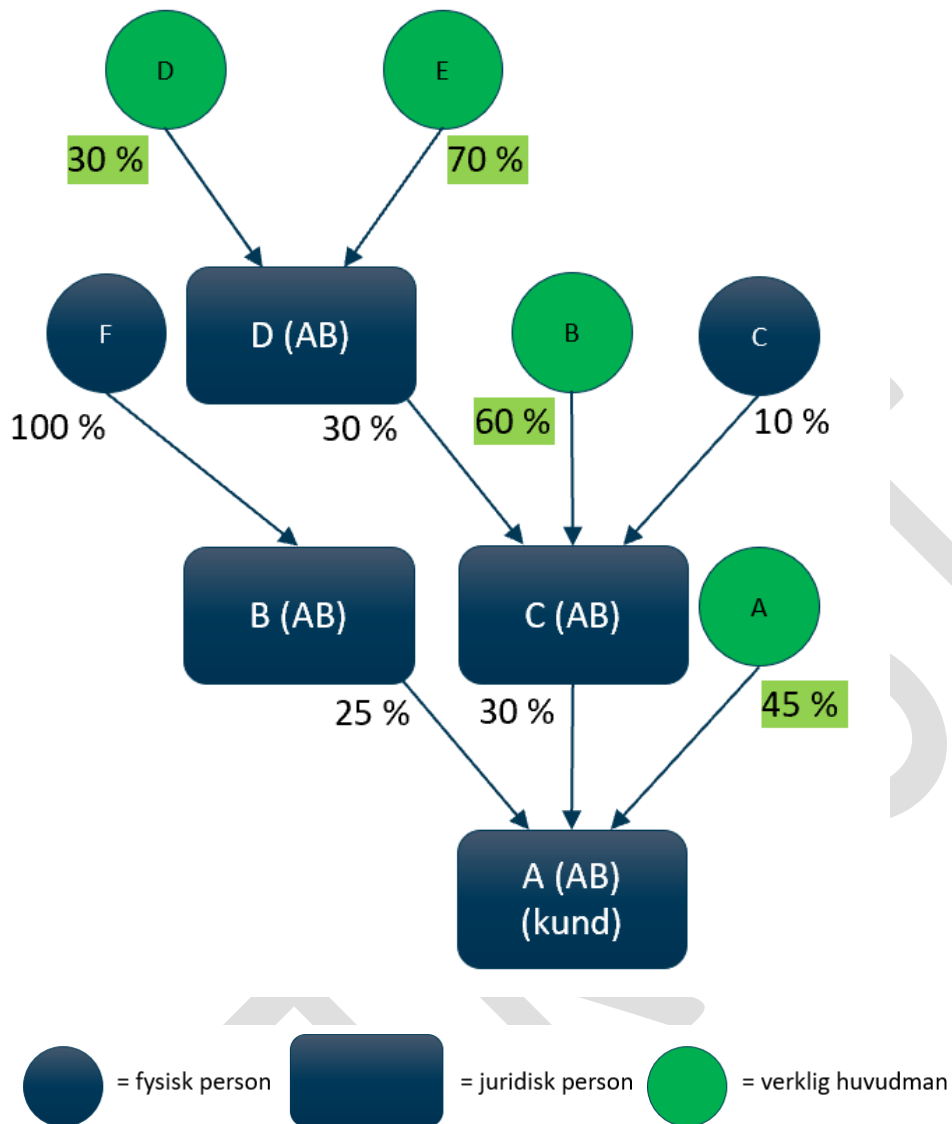 D
E
30 %
70 %
F
D (AB)
B
C
100 %
30 %
60 %
10 %
B (AB)
C (AB)
A
25 %
30 %
45 %
A (AB)
(kund)
= fysisk person
= juridisk person
= verklig huvudman